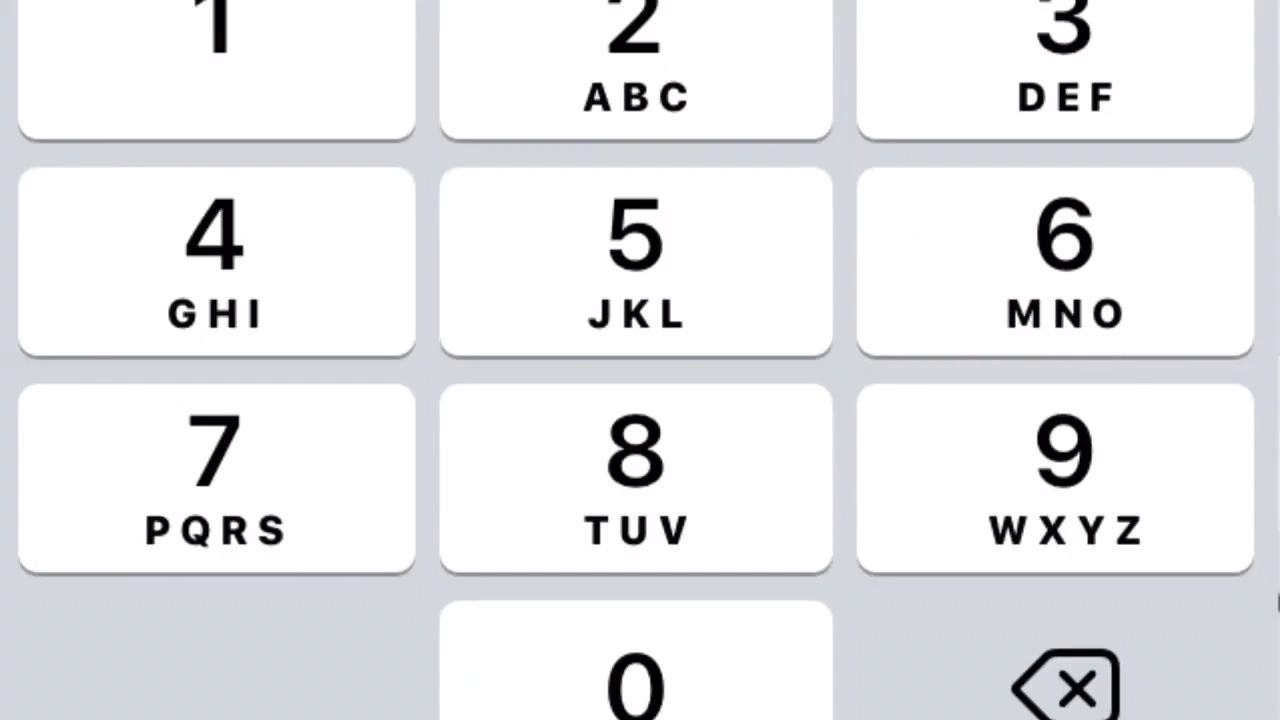 1 2 3
ABC DEF
4 5 6
GHI JKL MNO
7 8 9
PQRS TUV WXYZ
0